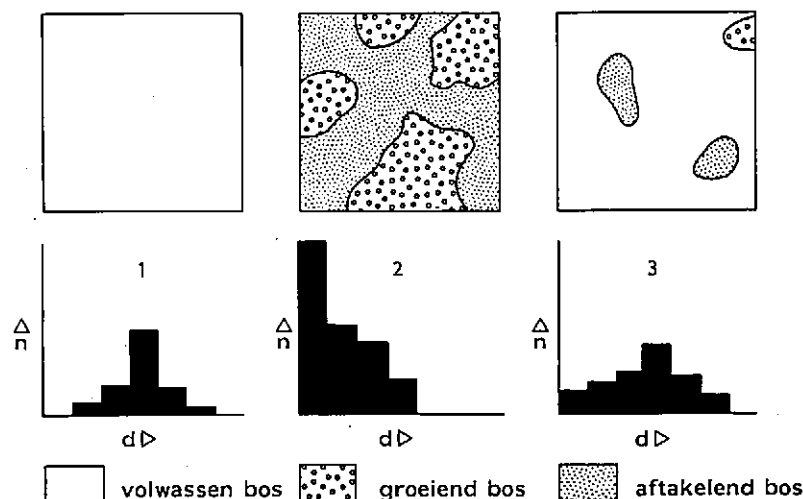 1 2 3
△ n △ n △ n
d ▷ d ▷ d ▷
volwassen bos groeiend bos aftakelend bos